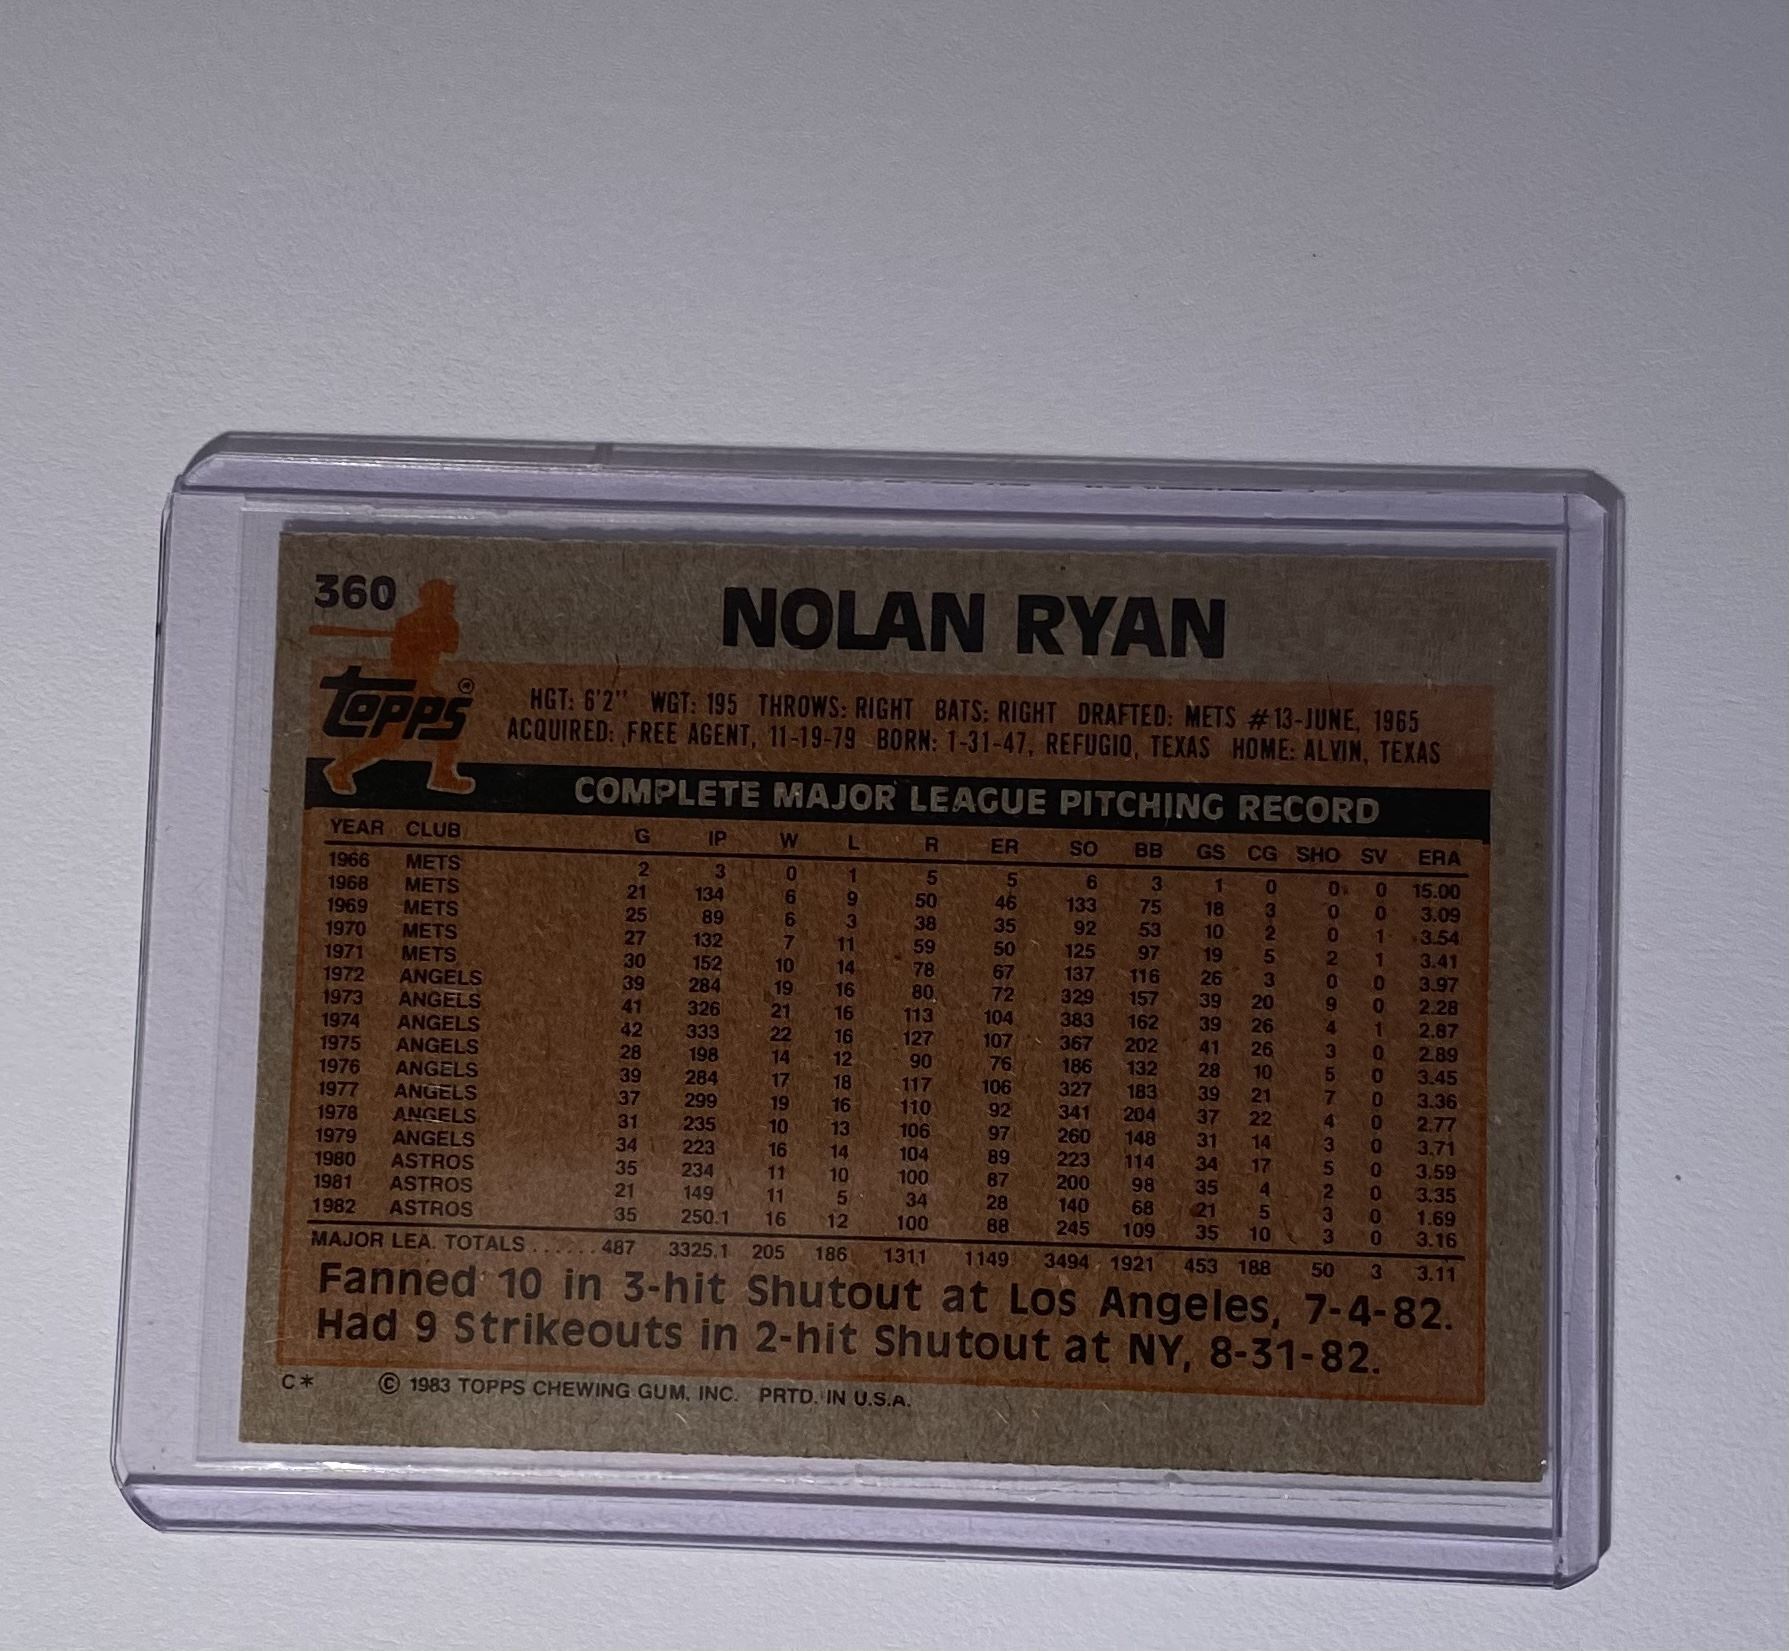 360
NOLAN RYAN
Topps®
HGT: 6'2" WGT: 195 THROWS: RIGHT BATS: RIGHT DRAFTED: METS #13-JUNE, 1965
ACQUIRED: FREE AGENT, 11-19-79 BORN: 1-31-47, REFUGIO, TEXAS HOME: ALVIN, TEXAS
COMPLETE MAJOR LEAGUE PITCHING RECORD
YEAR CLUB G IP W L R ER SO BB GS CG SHO SV ERA
1966 METS 2 3 0 1 5 5 6 3 1 0 0 0 15.00
1968 METS 21 134 6 9 50 46 133 75 18 3 0 0 3.09
1969 METS 25 89 6 3 38 35 92 53 10 2 0 1 3.54
1970 METS 27 132 7 11 59 50 125 97 19 5 2 1 3.41
1971 METS 30 152 10 14 78 67 137 116 26 3 0 0 3.97
1972 ANGELS 39 284 19 16 80 72 329 157 39 20 9 0 2.28
1973 ANGELS 41 326 21 16 113 104 383 162 39 26 4 1 2.87
1974 ANGELS 42 333 22 16 127 107 367 202 41 26 3 0 2.89
1975 ANGELS 28 198 14 12 90 76 186 132 28 10 5 0 3.45
1976 ANGELS 39 284 17 18 117 106 327 183 39 21 7 0 3.36
1977 ANGELS 37 299 19 16 110 92 341 204 37 22 4 0 2.77
1978 ANGELS 31 235 10 13 106 97 260 148 31 14 3 0 3.71
1979 ANGELS 34 223 16 14 104 89 223 114 34 17 5 0 3.59
1980 ASTROS 35 234 11 10 100 87 200 98 35 4 2 0 3.35
1981 ASTROS 21 149 11 5 34 28 140 68 21 5 3 0 1.69
1982 ASTROS 35 250.1 16 12 100 88 245 109 35 10 3 0 3.16
MAJOR LEA. TOTALS ...... 487 3325.1 205 186 1311 1149 3494 1921 453 188 50 3 3.11
Fanned 10 in 3-hit Shutout at Los Angeles, 7-4-82.
Had 9 Strikeouts in 2-hit Shutout at NY, 8-31-82.
C* © 1983 TOPPS CHEWING GUM, INC. PRTD. IN U.S.A.